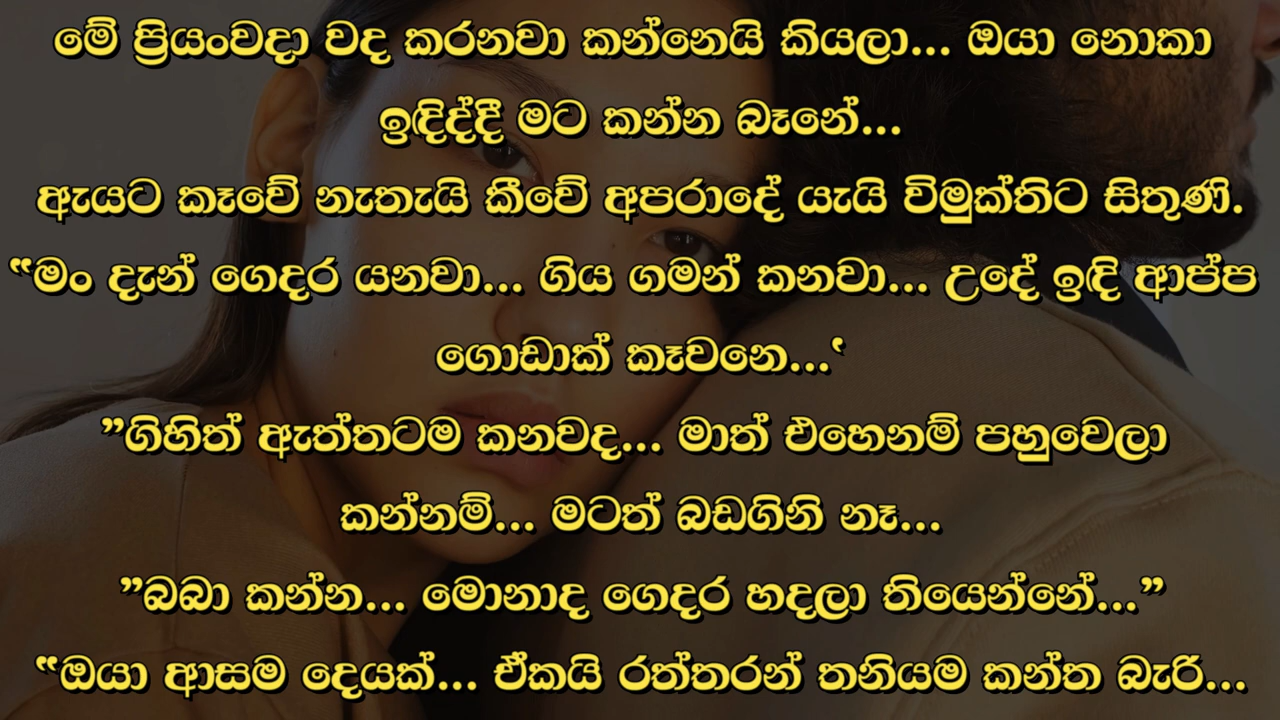 මේ ප්‍රියංවදා වද කරනවා කන්නෙයි කියලා... ඔයා නොකා
ඉඳිද්දී මට කන්න බෑනේ...
ඇයට කෑවේ නැතැයි කීවේ අපරාදේ යැයි විමුක්තිට සිතුණි.
“මං දැන් ගෙදර යනවා... ගිය ගමන් කනවා... උදේ ඉඳි ආප්ප
ගොඩාක් කෑවනෙ...‘
”ගිහිත් ඇත්තටම කනවද... මාත් එහෙනම් පහුවෙලා
කන්නම්... මටත් බඩගිනි නෑ...
”බබා කන්න... මොනාද ගෙදර හදලා තියෙන්නේ...”
“ඔයා ආසම දෙයක්... ඒකයි රත්තරන් තනියම කන්ත බැරි...